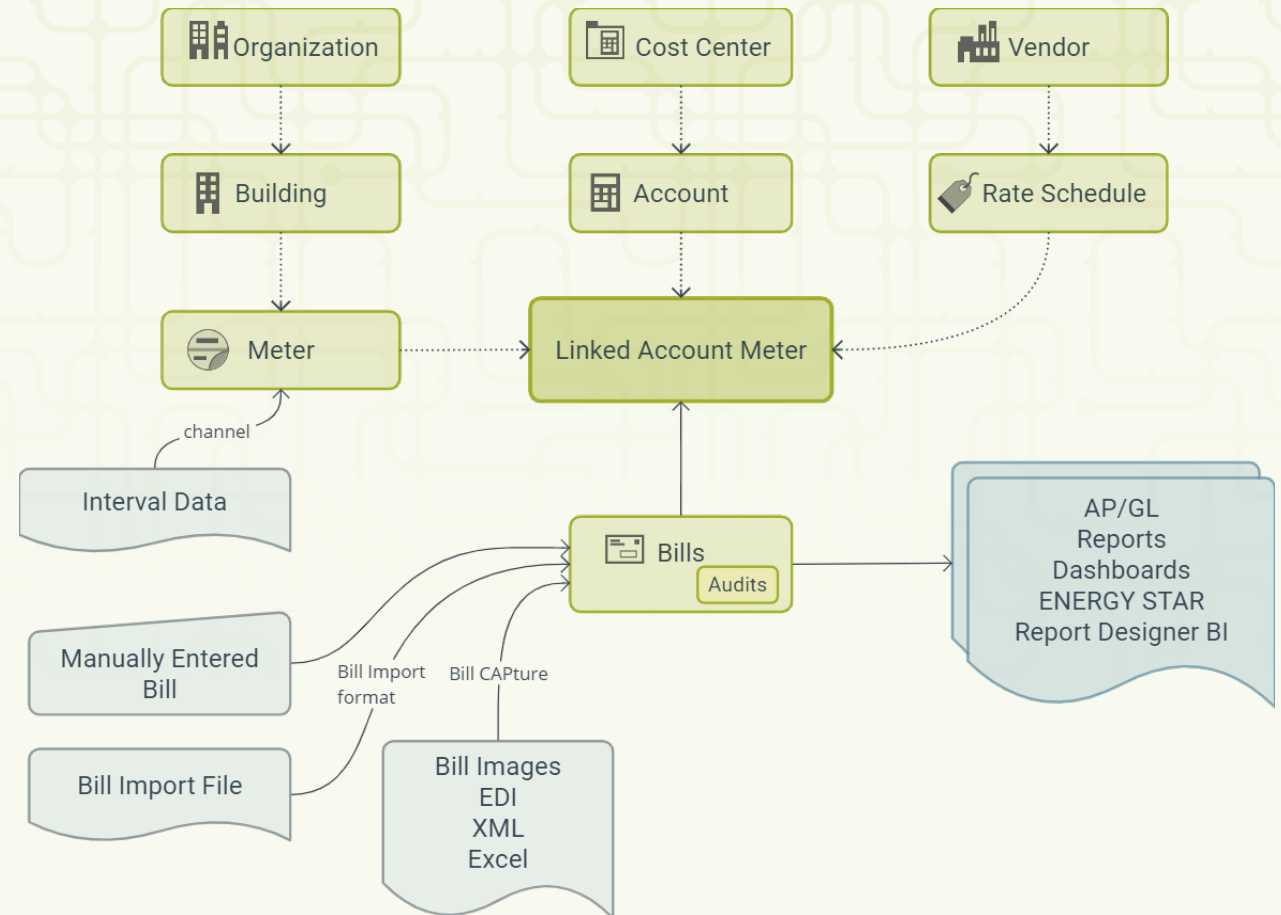 Organization
Cost Center
Vendor
Building
Account
Rate Schedule
Meter
Linked Account Meter
channel
Interval Data
Bills
Audits
AP/GL
Reports
Dashboards
ENERGY STAR
Report Designer BI
Manually Entered
Bill
Bill Import
format
Bill CAPture
Bill Import File
Bill Images
EDI
XML
Excel